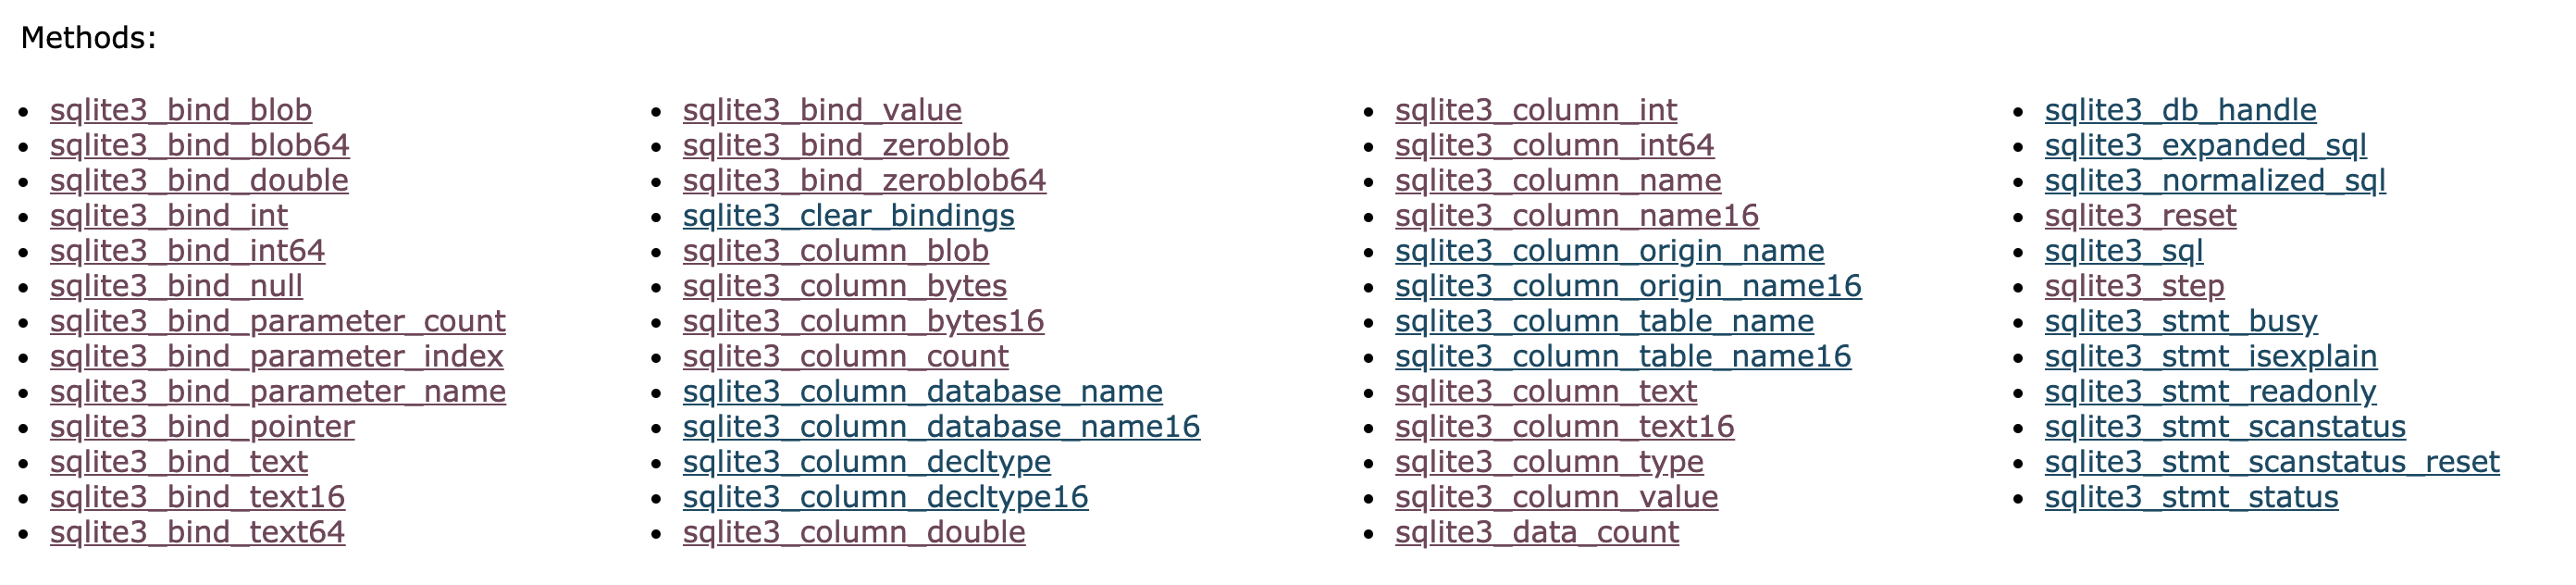 Methods:
sqlite3_bind_blob
sqlite3_bind_blob64
sqlite3_bind_double
sqlite3_bind_int
sqlite3_bind_int64
sqlite3_bind_null
sqlite3_bind_parameter_count
sqlite3_bind_parameter_index
sqlite3_bind_parameter_name
sqlite3_bind_pointer
sqlite3_bind_text
sqlite3_bind_text16
sqlite3_bind_text64
sqlite3_bind_value
sqlite3_bind_zeroblob
sqlite3_bind_zeroblob64
sqlite3_clear_bindings
sqlite3_column_blob
sqlite3_column_bytes
sqlite3_column_bytes16
sqlite3_column_count
sqlite3_column_database_name
sqlite3_column_database_name16
sqlite3_column_decltype
sqlite3_column_decltype16
sqlite3_column_double
sqlite3_column_int
sqlite3_column_int64
sqlite3_column_name
sqlite3_column_name16
sqlite3_column_origin_name
sqlite3_column_origin_name16
sqlite3_column_table_name
sqlite3_column_table_name16
sqlite3_column_text
sqlite3_column_text16
sqlite3_column_type
sqlite3_column_value
sqlite3_data_count
sqlite3_db_handle
sqlite3_expanded_sql
sqlite3_normalized_sql
sqlite3_reset
sqlite3_sql
sqlite3_step
sqlite3_stmt_busy
sqlite3_stmt_isexplain
sqlite3_stmt_readonly
sqlite3_stmt_scanstatus
sqlite3_stmt_scanstatus_reset
sqlite3_stmt_status